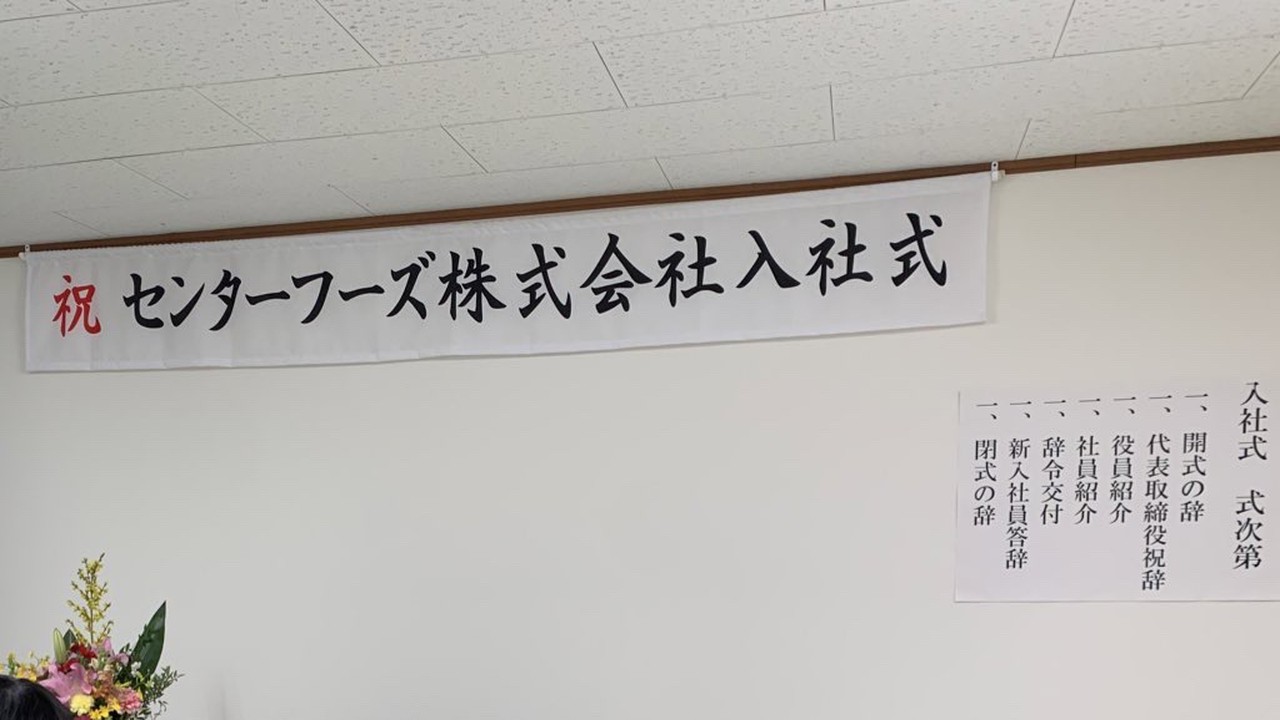 祝 センターフーズ株式会社入社式
入社式 式次第
一、開式の辞
一、代表取締役祝辞
一、役員紹介
一、社員紹介
一、辞令交付
一、新入社員答辞
一、閉式の辞